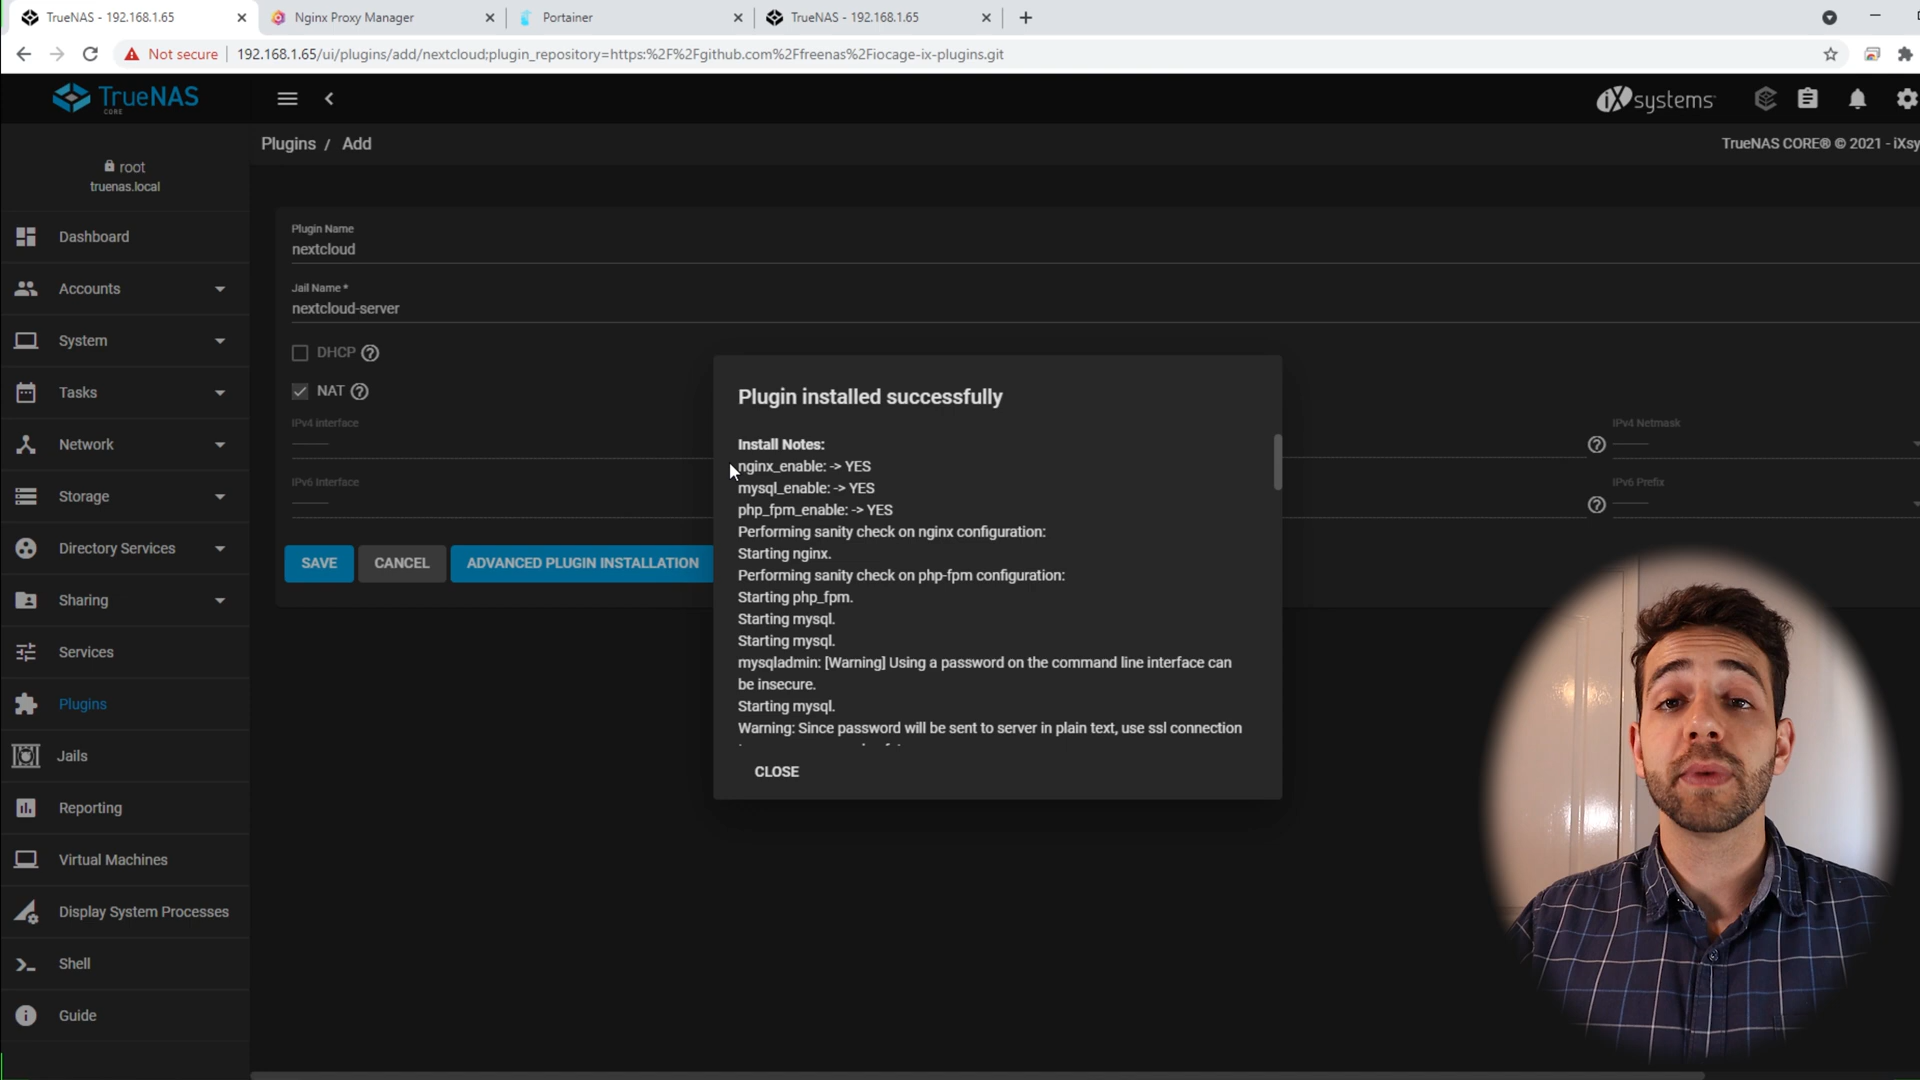 TrueNAS - 192.168.1.65
Nginx Proxy Manager
Portainer
TrueNAS - 192.168.1.65
Not secure
192.168.1.65/ui/plugins/add/nextcloud;plugin_repository=https:%2F%2Fgithub.com%2Ffreenas%2Fiocage-ix-plugins.git
TrueNAS
CORE
iXsystems
Plugins / Add
TrueNAS CORE® © 2021 - iXsy
root
truenas.local
Dashboard
Accounts
System
Tasks
Network
Storage
Directory Services
Sharing
Services
Plugins
Jails
Reporting
Virtual Machines
Display System Processes
Shell
Guide
Plugin Name
nextcloud
Jail Name *
nextcloud-server
DHCP
NAT
IPv4 Interface
IPv4 Netmask
IPv6 Interface
IPv6 Prefix
SAVE
CANCEL
ADVANCED PLUGIN INSTALLATION
Plugin installed successfully
Install Notes:
nginx_enable: -> YES
mysql_enable: -> YES
php_fpm_enable: -> YES
Performing sanity check on nginx configuration:
Starting nginx.
Performing sanity check on php-fpm configuration:
Starting php_fpm.
Starting mysql.
Starting mysql.
mysqladmin: [Warning] Using a password on the command line interface can
be insecure.
Starting mysql.
Warning: Since password will be sent to server in plain text, use ssl connection
CLOSE